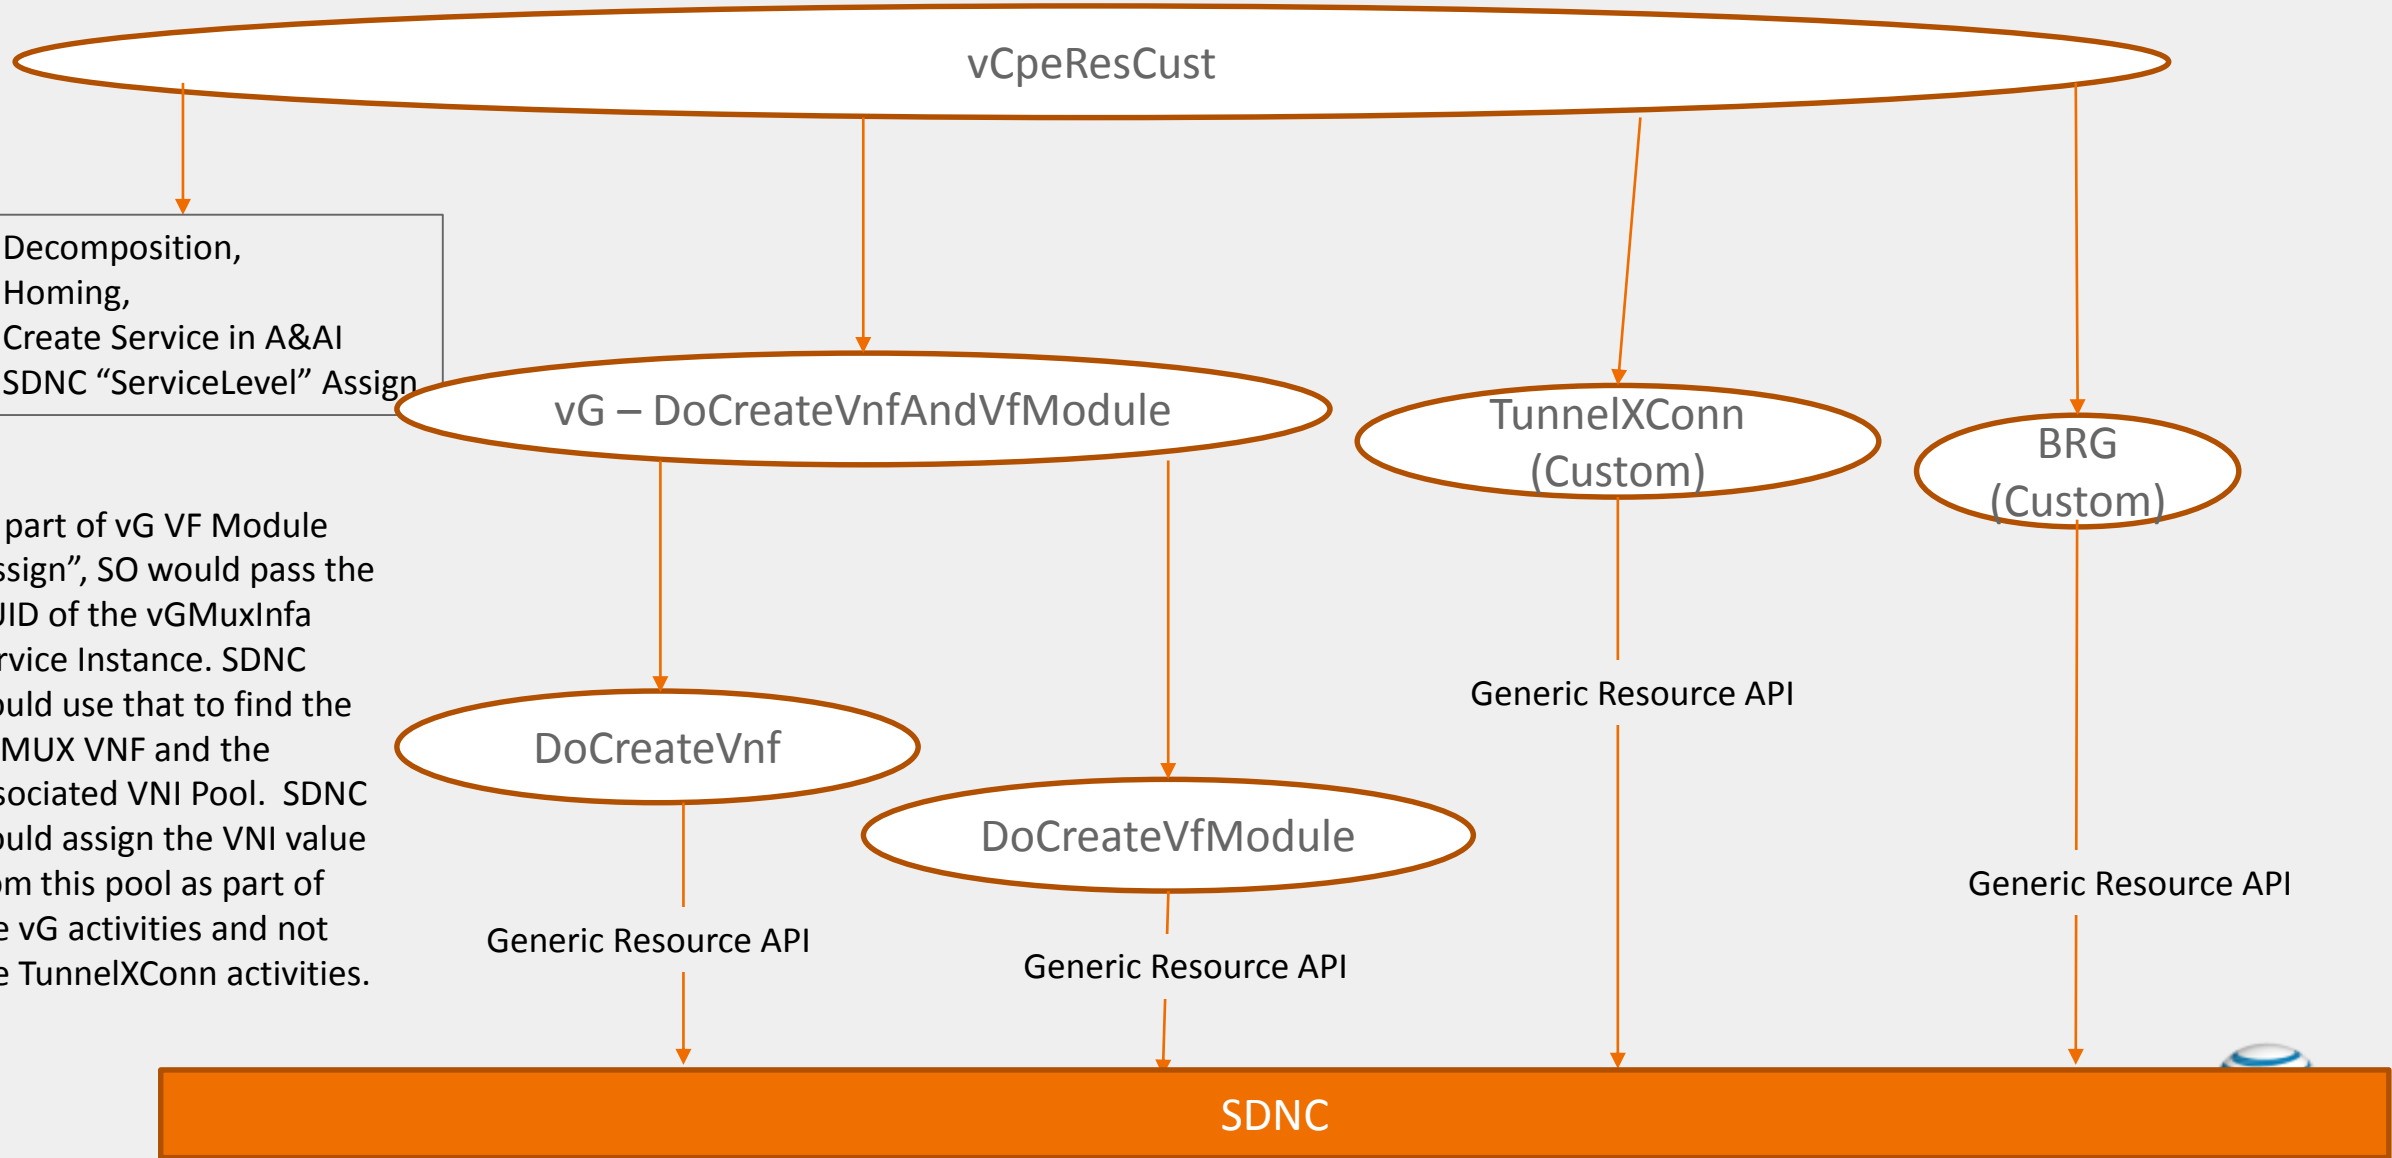 vCpeResCust
Decomposition,
Homing,
Create Service in A&AI
SDNC “ServiceLevel” Assign
vG – DoCreateVnfAndVfModule
TunnelXConn
(Custom)
BRG
(Custom)
part of vG VF Module
ssign”, SO would pass the
UID of the vGMuxInfa
rvice Instance. SDNC
ould use that to find the
MUX VNF and the
sociated VNI Pool. SDNC
ould assign the VNI value
om this pool as part of
e vG activities and not
e TunnelXConn activities.
DoCreateVnf
DoCreateVfModule
Generic Resource API
Generic Resource API
Generic Resource API
Generic Resource API
SDNC